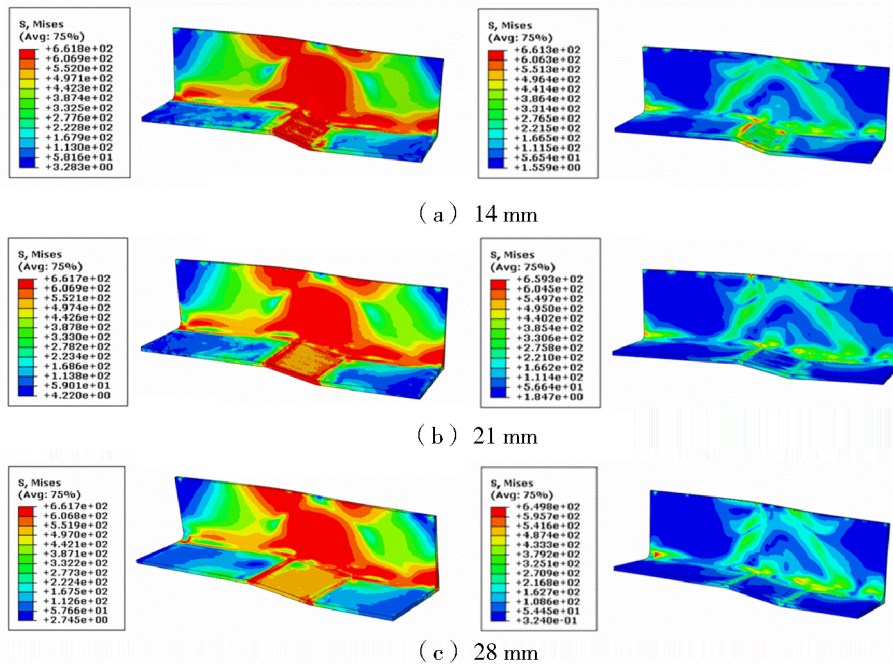 S, Mises
(Avg: 75%)
+6.618e+02
+6.069e+02
+5.520e+02
+4.971e+02
+4.423e+02
+3.874e+02
+3.325e+02
+2.776e+02
+2.228e+02
+1.679e+02
+1.130e+02
+5.816e+01
+3.283e+00
S, Mises
(Avg: 75%)
+6.613e+02
+6.063e+02
+5.513e+02
+4.964e+02
+4.414e+02
+3.864e+02
+3.314e+02
+2.765e+02
+2.215e+02
+1.665e+02
+1.115e+02
+5.654e+01
+1.559e+00
(a) 14 mm
S, Mises
(Avg: 75%)
+6.617e+02
+6.069e+02
+5.521e+02
+4.974e+02
+4.426e+02
+3.878e+02
+3.330e+02
+2.782e+02
+2.234e+02
+1.686e+02
+1.138e+02
+5.901e+01
+4.220e+00
S, Mises
(Avg: 75%)
+6.593e+02
+6.045e+02
+5.497e+02
+4.950e+02
+4.402e+02
+3.854e+02
+3.306e+02
+2.758e+02
+2.210e+02
+1.662e+02
+1.114e+02
+5.664e+01
+1.847e+00
(b) 21 mm
S, Mises
(Avg: 75%)
+6.617e+02
+6.068e+02
+5.519e+02
+4.970e+02
+4.421e+02
+3.871e+02
+3.322e+02
+2.773e+02
+2.224e+02
+1.675e+02
+1.126e+02
+5.766e+01
+2.745e+00
S, Mises
(Avg: 75%)
+6.498e+02
+5.957e+02
+5.416e+02
+4.874e+02
+4.333e+02
+3.792e+02
+3.251e+02
+2.709e+02
+2.168e+02
+1.627e+02
+1.086e+02
+5.445e+01
+3.240e-01
(c) 28 mm